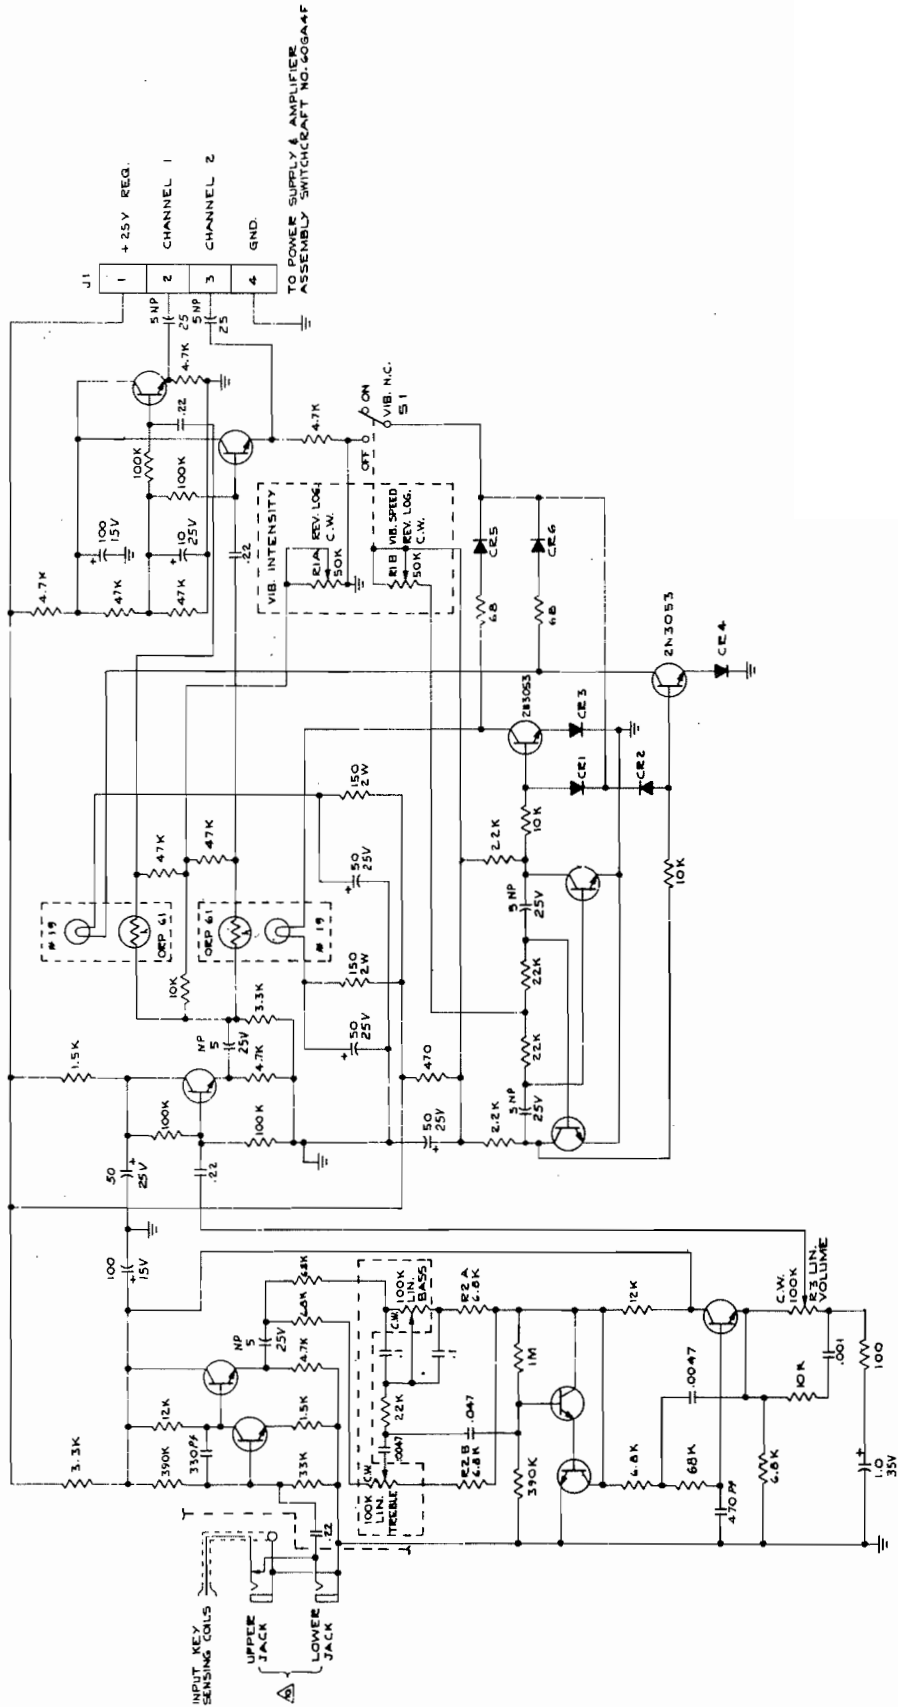 J1
1
+25V REG.
2
CHANNEL 1
3
CHANNEL 2
4
GND.
TO POWER SUPPLY & AMPLIFIER
ASSEMBLY SWITCHCRAFT NO. 60GA4F
5 NP
25
5 NP
25
4.7K
.22
100K
100K
100
15V
10
25V
4.7K
47K
47K
.22
4.7K
VIB. INTENSITY
R1A REV. LOG.
C.W.
50K
R1B VIB. SPEED
REV. LOG.
C.W.
50K
OFF
ON
VIB. N.C.
S1
CR5
CR6
68
68
2N3053
CR4
2N3053
CR3
CR1
CR2
10K
10K
2.2K
5 NP
25V
22K
22K
5 NP
25V
2.2K
#19
ORP 61
ORP 61
#19
47K
47K
150
2W
50
25V
150
2W
50
25V
10K
3.3K
NP
5
25V
4.7K
470
50
25V
1.5K
100K
100K
50
25V
.22
100
15V
NP
5
25V
68K
68K
4.7K
3.3K
12K
390K
330Pf
1.5K
33K
.22
INPUT KEY
SENSING COILS
UPPER
JACK
LOWER
JACK
10
C.W.
100K
LIN.
BASS
.1
.1
22K
.0047
C.W.
100K
LIN.
TREBLE
R2A
6.8K
R2B
6.8K
.047
1M
390K
12K
6.8K
68K
.0047
470 Pf
C.W.
100K
R3 LIN.
VOLUME
10K
.001
6.8K
100
1.0
35V